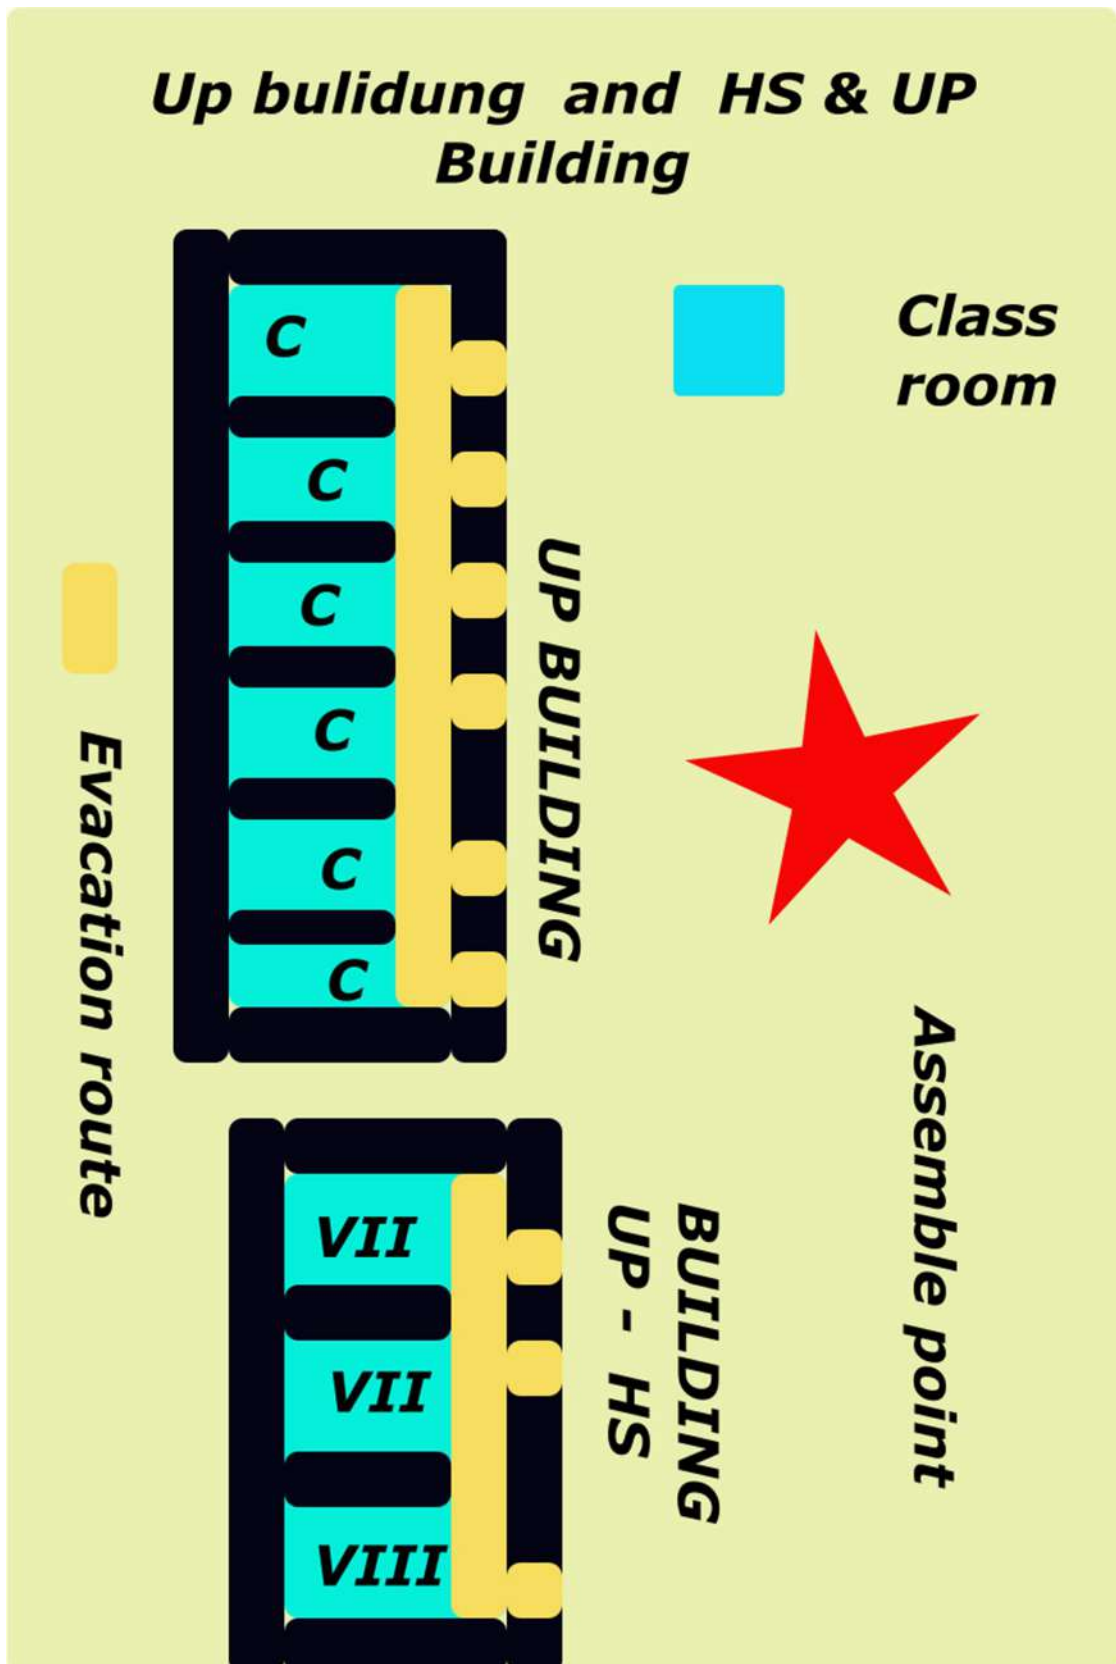 Up bulidung and HS & UP
Building
Class
room
C
C
C
C
C
C
UP BUILDING
Evacation route
Assemble point
BUILDING
UP - HS
VII
VII
VIII